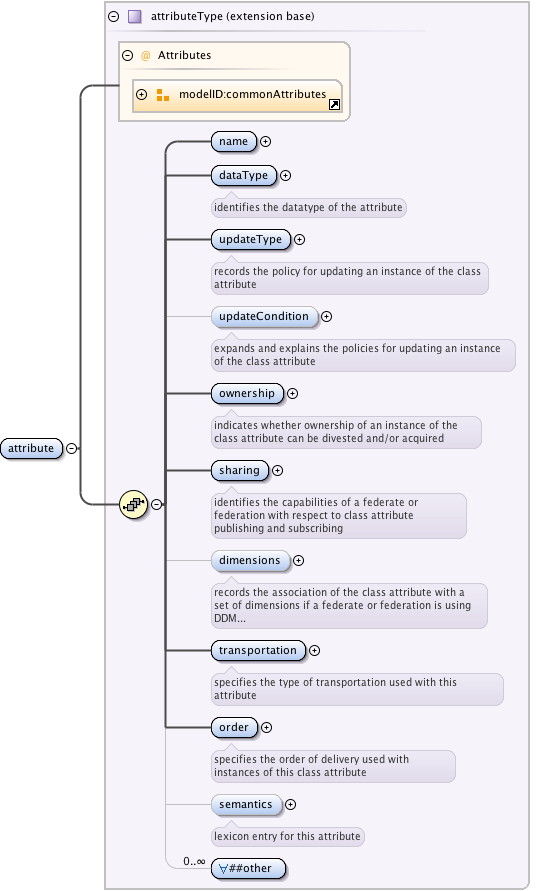 attributeType (extension base)
@ Attributes
modelID:commonAttributes
name
dataType
identifies the datatype of the attribute
updateType
records the policy for updating an instance of the class
attribute
updateCondition
expands and explains the policies for updating an instance
of the class attribute
ownership
indicates whether ownership of an instance of the
class attribute can be divested and/or acquired
attribute
sharing
identifies the capabilities of a federate or
federation with respect to class attribute
publishing and subscribing
dimensions
records the association of the class attribute with a
set of dimensions if a federate or federation is using
DDM...
transportation
specifies the type of transportation used with this
attribute
order
specifies the order of delivery used with
instances of this class attribute
semantics
lexicon entry for this attribute
0..∞
∀##other